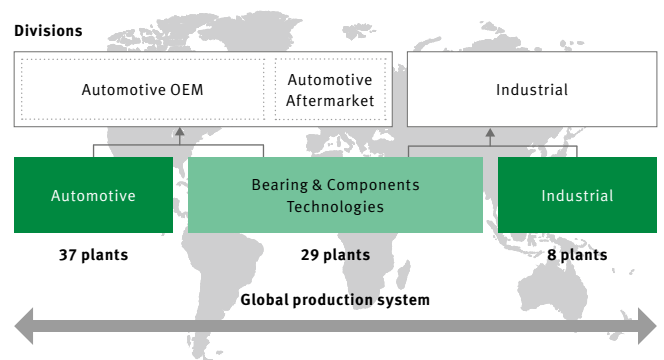 Divisions
Automotive OEM
Automotive
Aftermarket
Industrial
Automotive
Bearing & Components
Technologies
Industrial
37 plants
29 plants
8 plants
Global production system